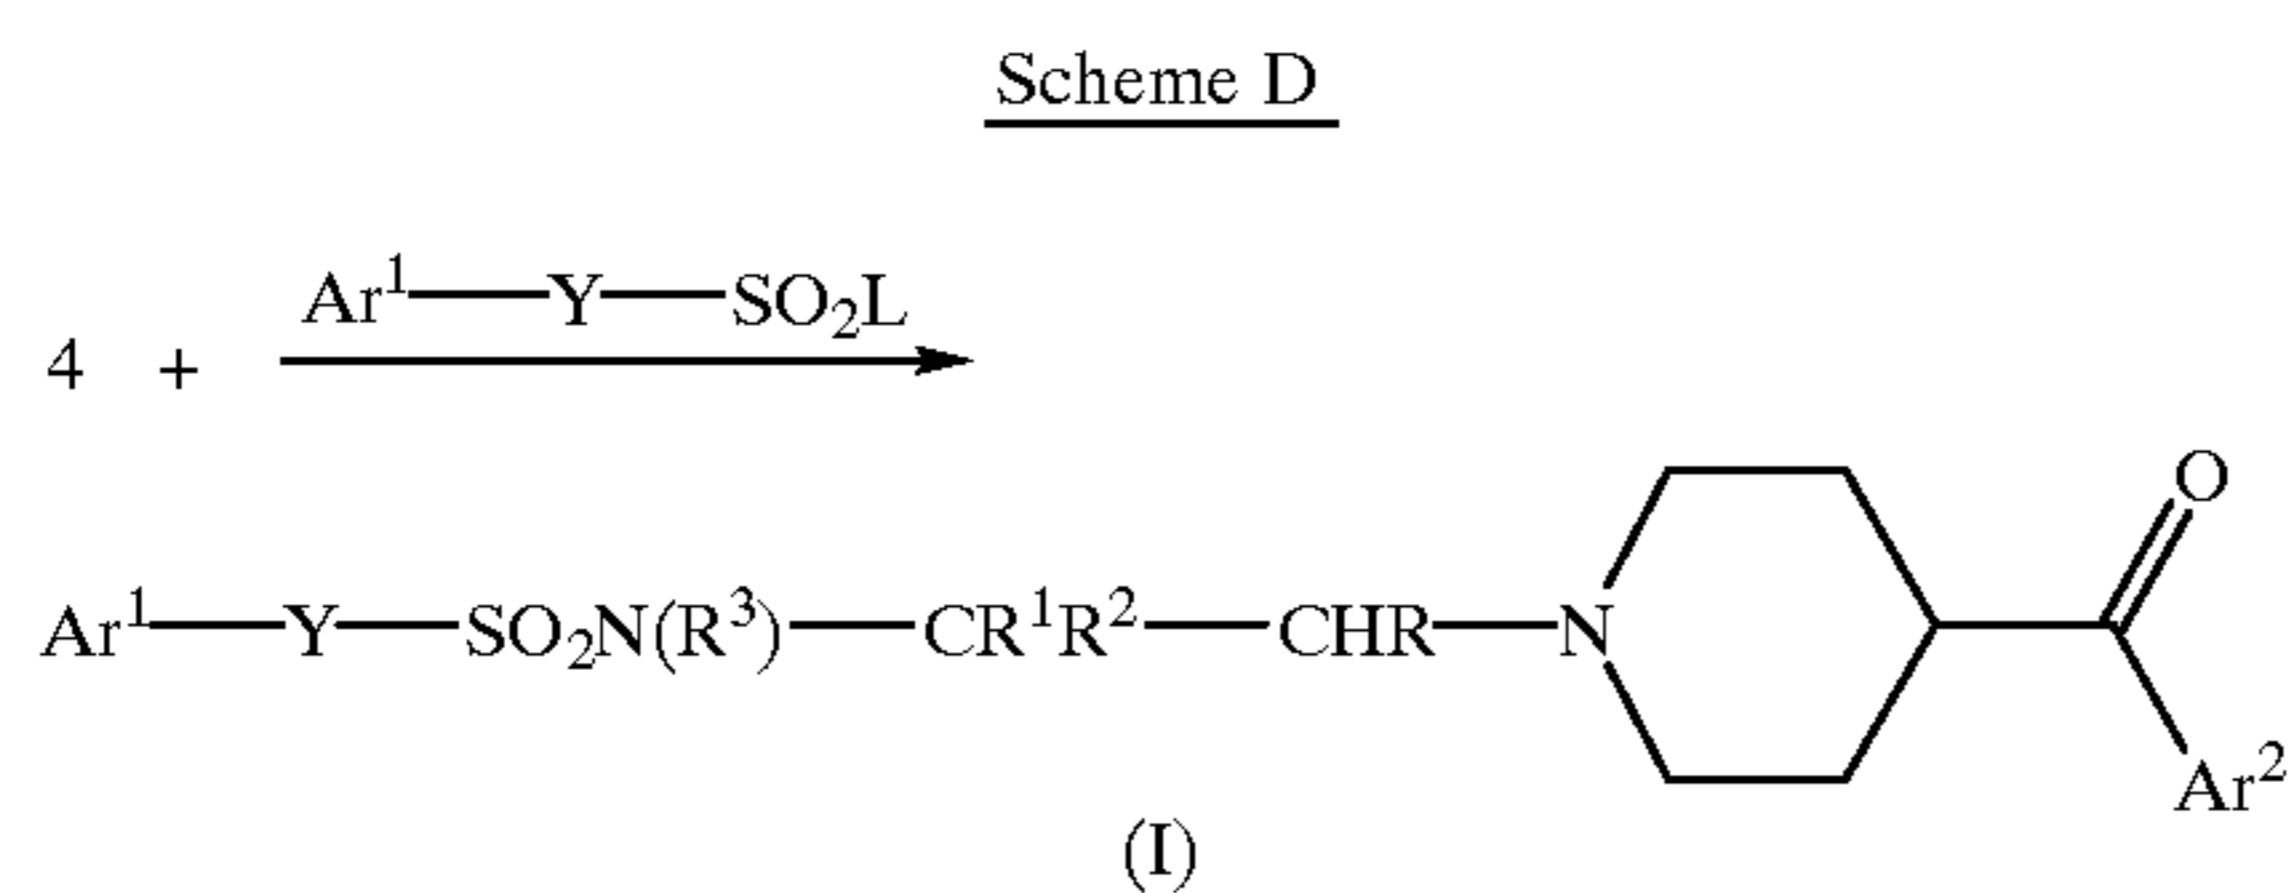 Scheme D
Ar¹—Y—SO₂L
4 +
O
Ar¹—Y—SO₂N(R³)—CR¹R²—CHR—N
Ar²
(I)